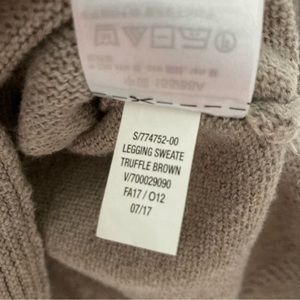 S/774752-00
LEGGING SWEATE
TRUFFLE BROWN
V/700029090
FA17 / O12
07/17